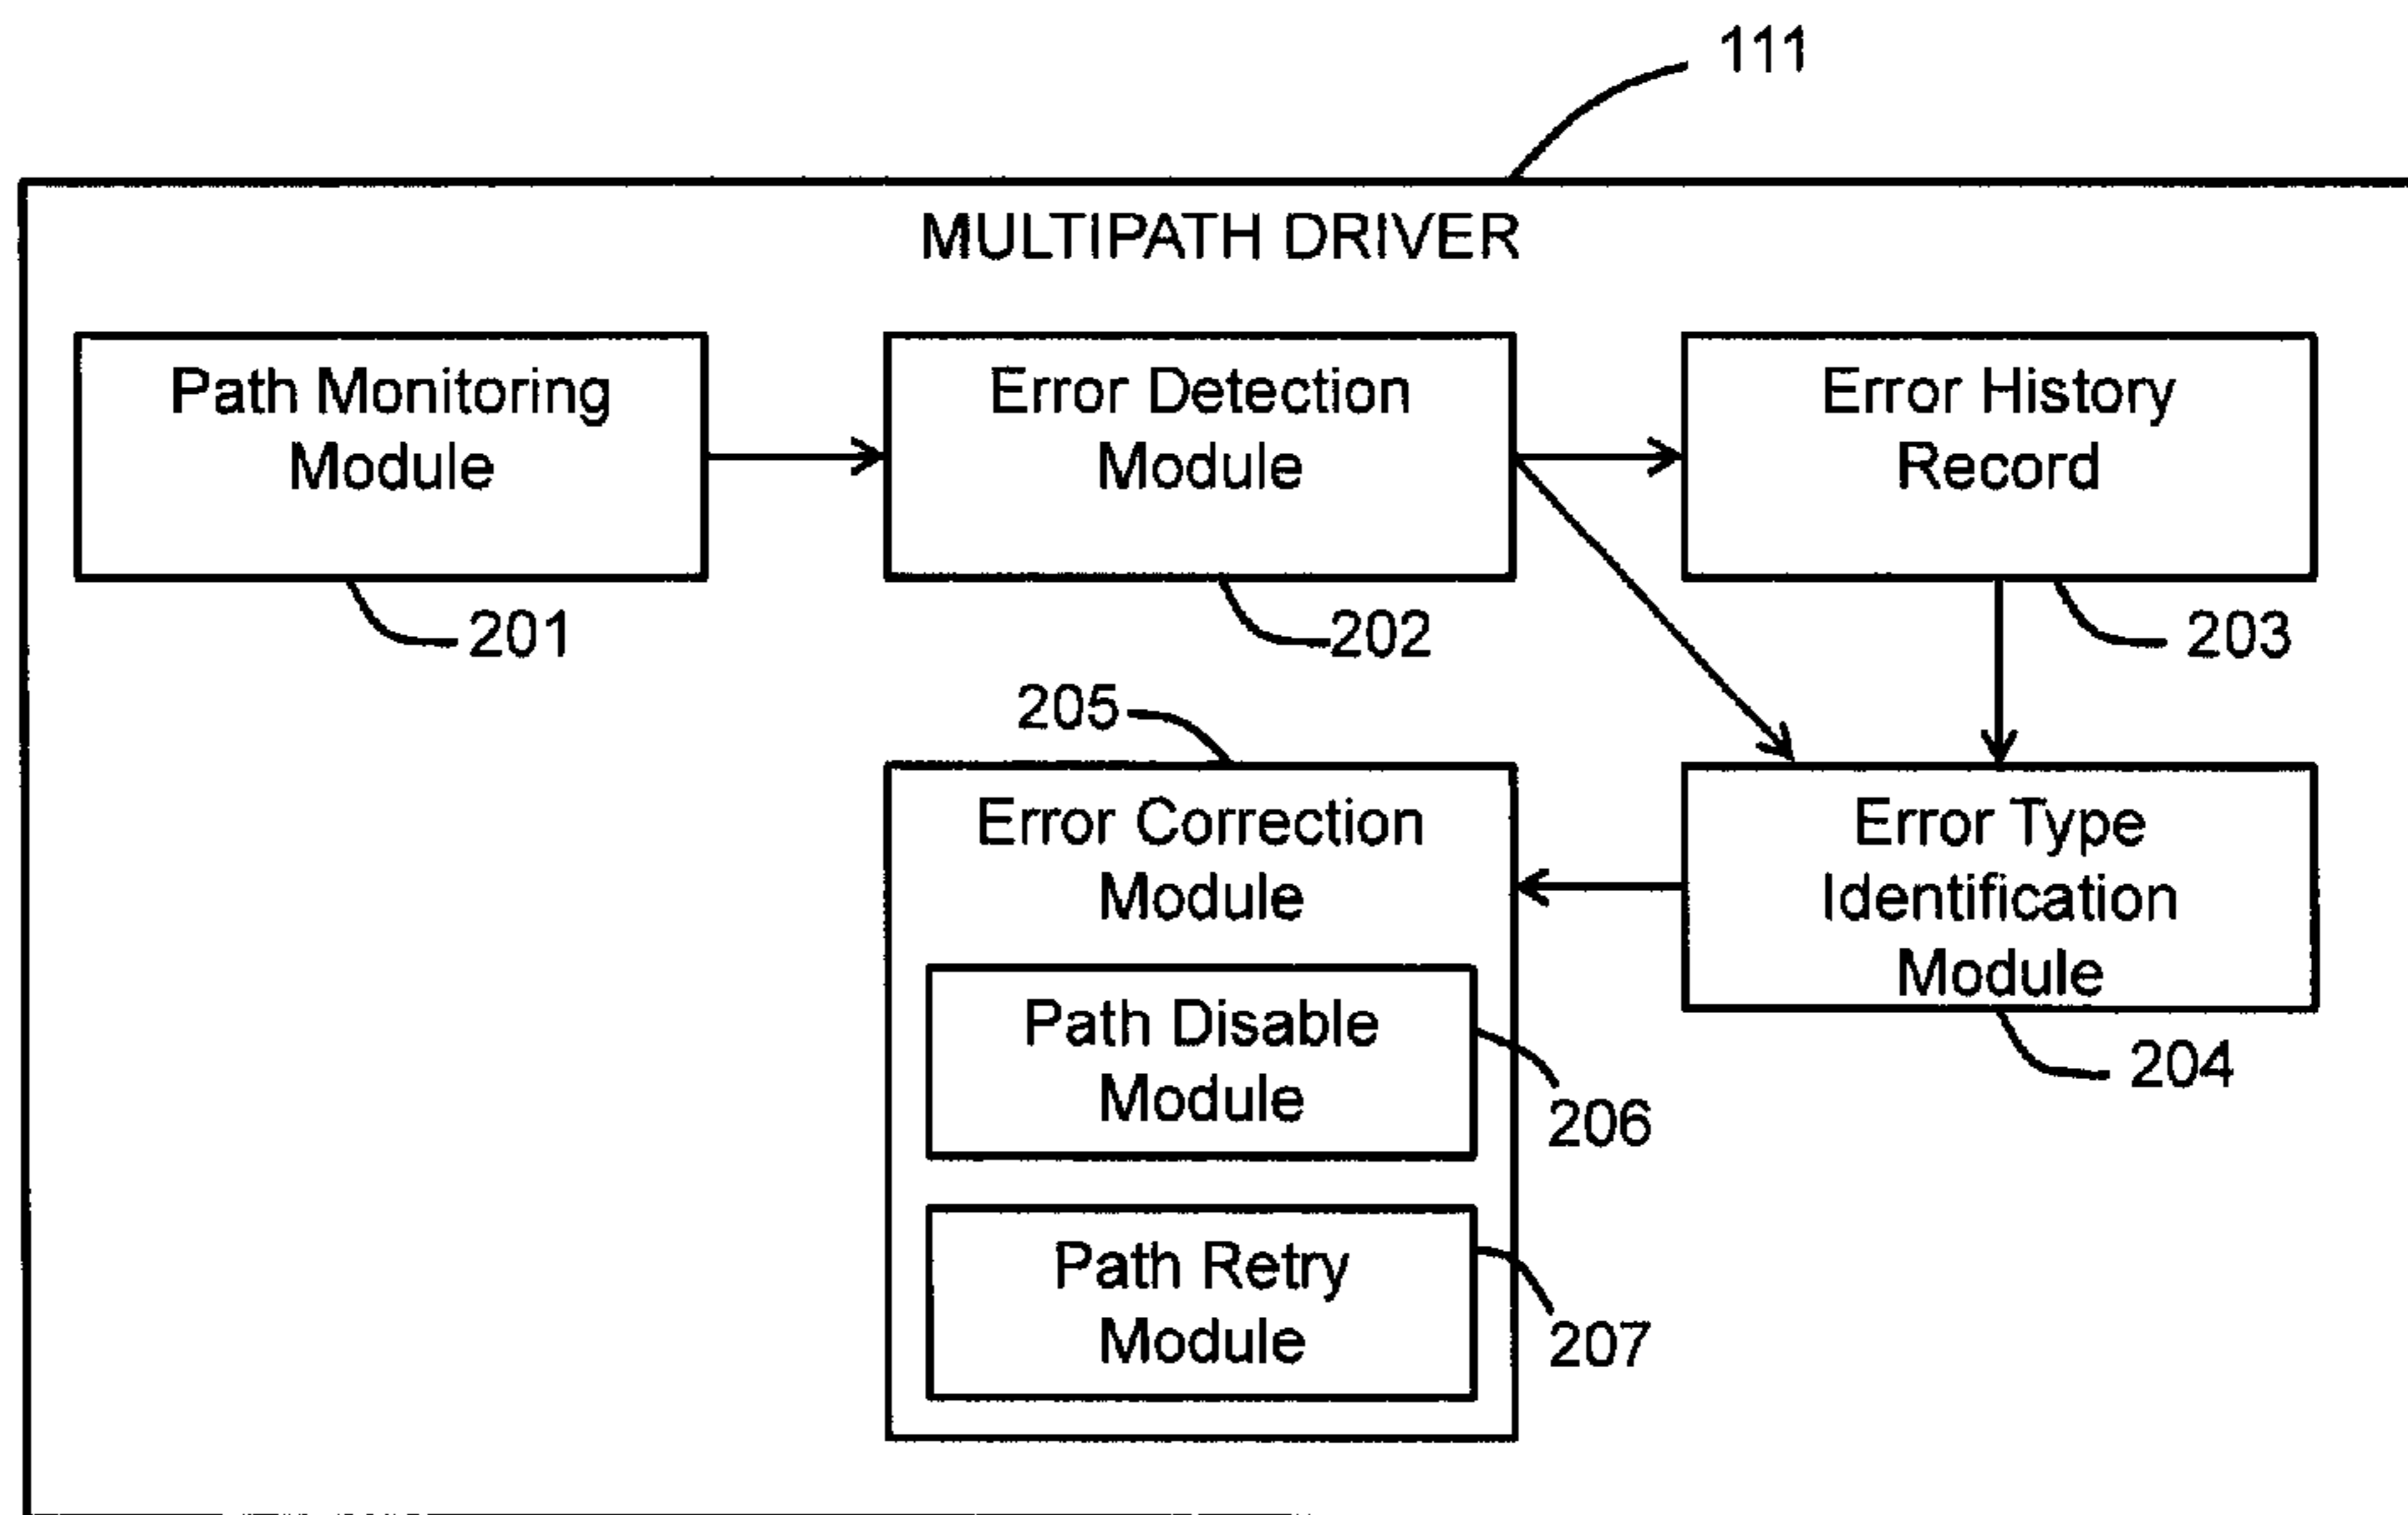 111
MULTIPATH DRIVER
Path Monitoring
Module
201
Error Detection
Module
202
Error History
Record
203
205
Error Correction
Module
Path Disable
Module
206
Path Retry
Module
207
Error Type
Identification
Module
204